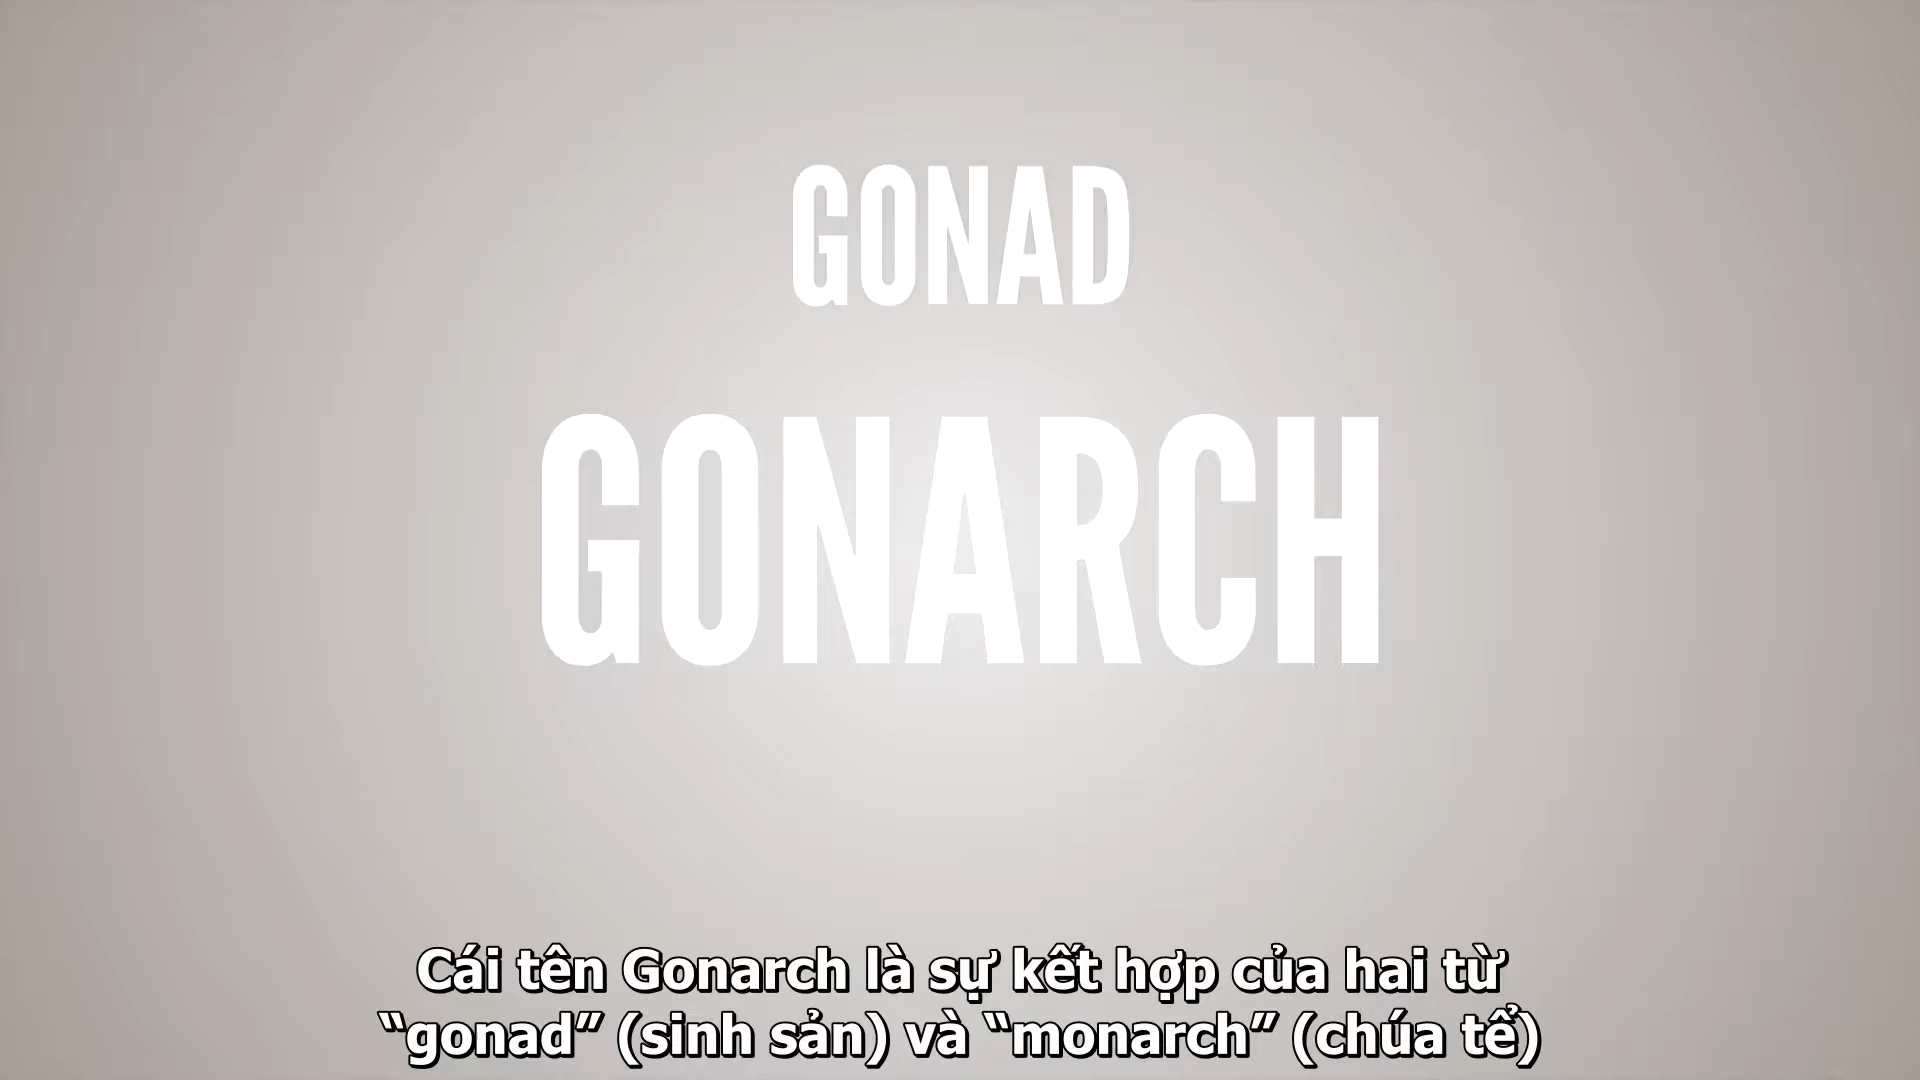 GONAD
GONARCH
Cái tên Gonarch là sự kết hợp của hai từ
“gonad” (sinh sản) và “monarch” (chúa tể)